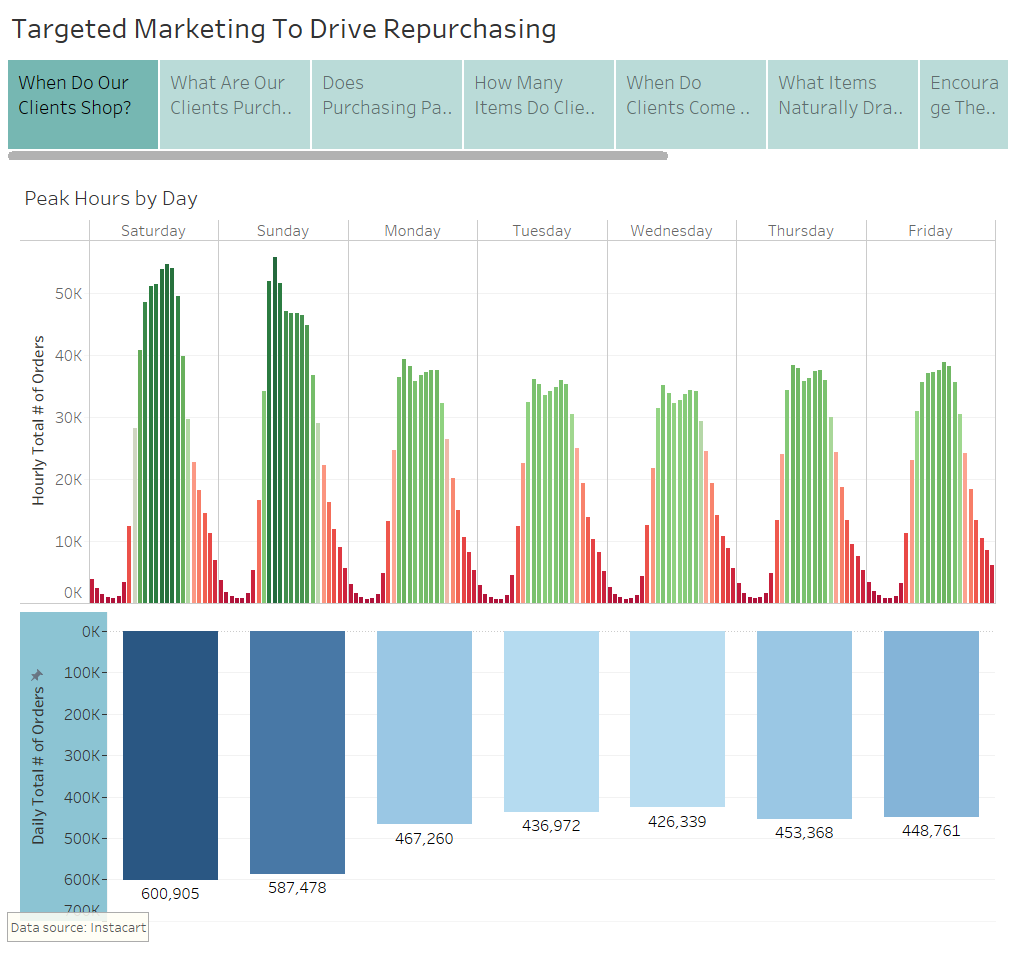 Targeted Marketing To Drive Repurchasing
When Do Our
Clients Shop?
What Are Our
Clients Purch..
Does
Purchasing Pa..
How Many
Items Do Clie..
When Do
Clients Come ..
What Items
Naturally Dra..
Encoura
ge The..
Peak Hours by Day
Saturday
Sunday
Monday
Tuesday
Wednesday
Thursday
Friday
Hourly Total # of Orders
50K
40K
30K
20K
10K
0K
Daily Total # of Orders
0K
100K
200K
300K
400K
500K
600K
700K
600,905
587,478
467,260
436,972
426,339
453,368
448,761
Data source: Instacart